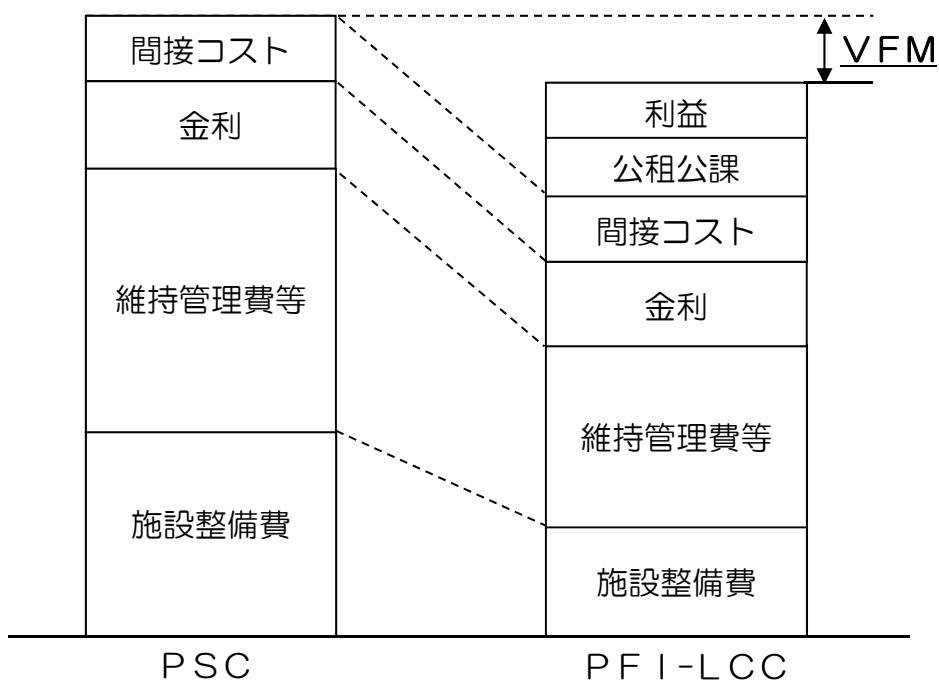 間接コスト
金利
維持管理費等
施設整備費
PSC
VFM
利益
公租公課
間接コスト
金利
維持管理費等
施設整備費
PFI-LCC